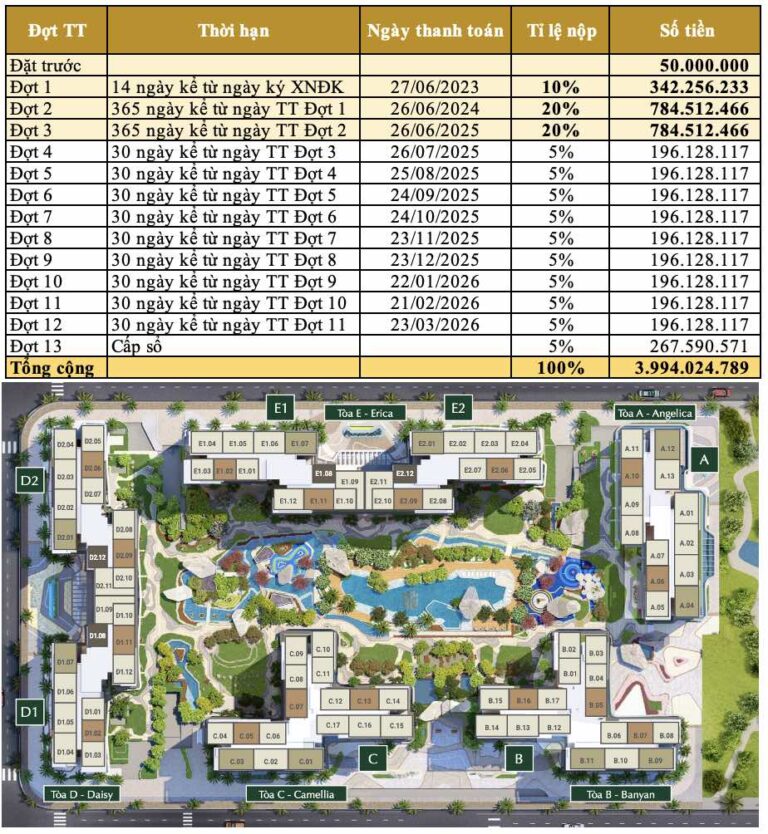 Đợt TT Thời hạn Ngày thanh toán Tỉ lệ nộp Số tiền
Đặt trước 50.000.000
Đợt 1 14 ngày kể từ ngày ký XNĐK 27/06/2023 10% 342.256.233
Đợt 2 365 ngày kể từ ngày TT Đợt 1 26/06/2024 20% 784.512.466
Đợt 3 365 ngày kể từ ngày TT Đợt 2 26/06/2025 20% 784.512.466
Đợt 4 30 ngày kể từ ngày TT Đợt 3 26/07/2025 5% 196.128.117
Đợt 5 30 ngày kể từ ngày TT Đợt 4 25/08/2025 5% 196.128.117
Đợt 6 30 ngày kể từ ngày TT Đợt 5 24/09/2025 5% 196.128.117
Đợt 7 30 ngày kể từ ngày TT Đợt 6 24/10/2025 5% 196.128.117
Đợt 8 30 ngày kể từ ngày TT Đợt 7 23/11/2025 5% 196.128.117
Đợt 9 30 ngày kể từ ngày TT Đợt 8 23/12/2025 5% 196.128.117
Đợt 10 30 ngày kể từ ngày TT Đợt 9 22/01/2026 5% 196.128.117
Đợt 11 30 ngày kể từ ngày TT Đợt 10 21/02/2026 5% 196.128.117
Đợt 12 30 ngày kể từ ngày TT Đợt 11 23/03/2026 5% 196.128.117
Đợt 13 Cấp sổ 5% 267.590.571
Tổng cộng 100% 3.994.024.789
E1 Tòa E - Erica E2 Tòa A - Angelica
D2.04 D2.05
D2.03 D2.06
D2.02 D2.07
D2.01 D2.08
D2
D2.12 D2.09
D2.11 D2.10
D1.09 D1.10
D1.08 D1.11
D1.12
D1.07
D1.06 D1.01
D1.05 D1.02
D1.04 D1.03
D1
Tòa D - Daisy
E1.04 E1.05 E1.06 E1.07
E1.03 E1.02 E1.01 E1.08
E1.09
E1.12 E1.11 E1.10
E2.01 E2.02 E2.03 E2.04
E2.12 E2.07 E2.06 E2.05
E2.11
E2.10 E2.09 E2.08
A.11 A.12
A.10 A.13
A
A.09 A.01
A.08 A.02
A.07 A.03
A.06 A.04
A.05
C.09 C.10
C.08 C.11
C.07 C.12 C.13 C.14
C.04 C.05 C.06 C.17 C.16 C.15
C.03 C.02 C.01
C
Tòa C - Camellia
B.02 B.03
B.01 B.04
B.15 B.16 B.17 B.05
B.14 B.13 B.12 B.06 B.07 B.08
B.11 B.10 B.09
B
Tòa B - Banyan